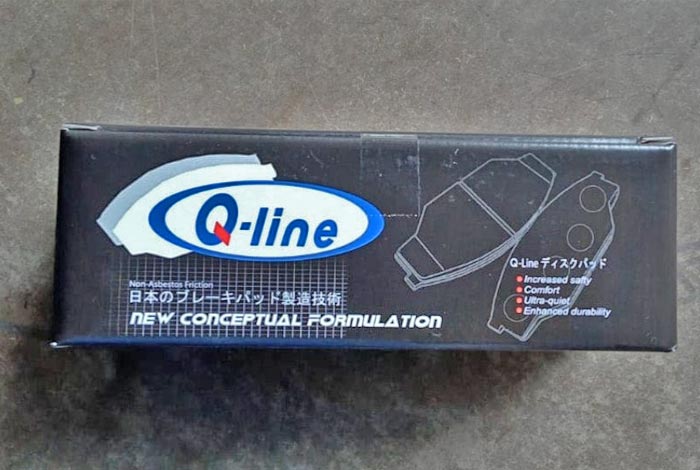 Q-line
Non-Asbestos Friction
日本のブレーキパッド製造技術
NEW CONCEPTUAL FORMULATION
Q-Line ディスクパッド
Increased safty
Comfort
Ultra-quiet
Enhanced durability